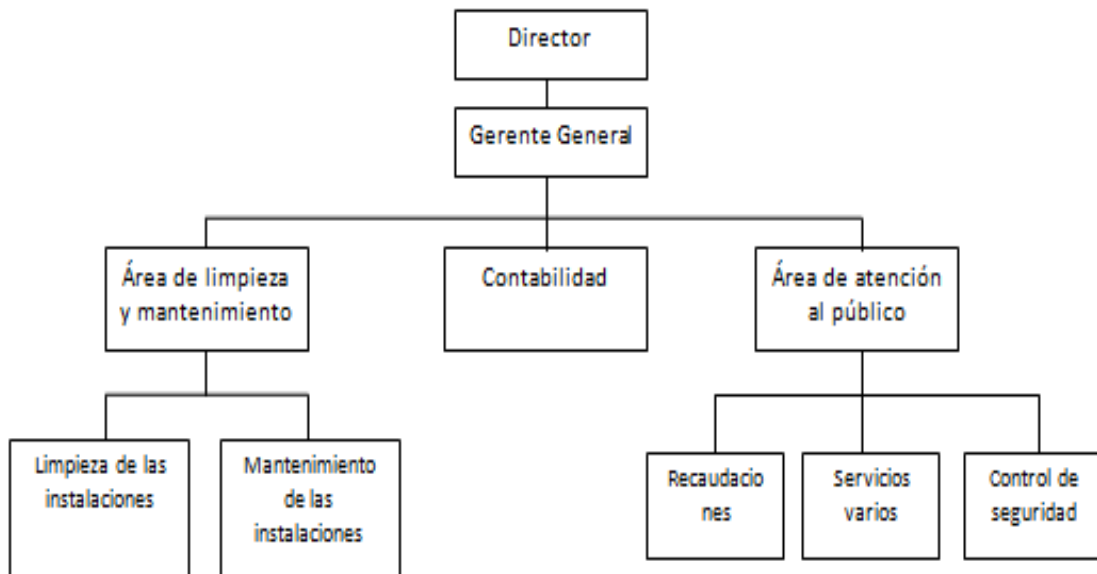 Director
Gerente General
Área de limpieza
y mantenimiento
Contabilidad
Área de atención
al público
Limpieza de las
instalaciones
Mantenimiento
de las
instalaciones
Recaudacio
nes
Servicios
varios
Control de
seguridad